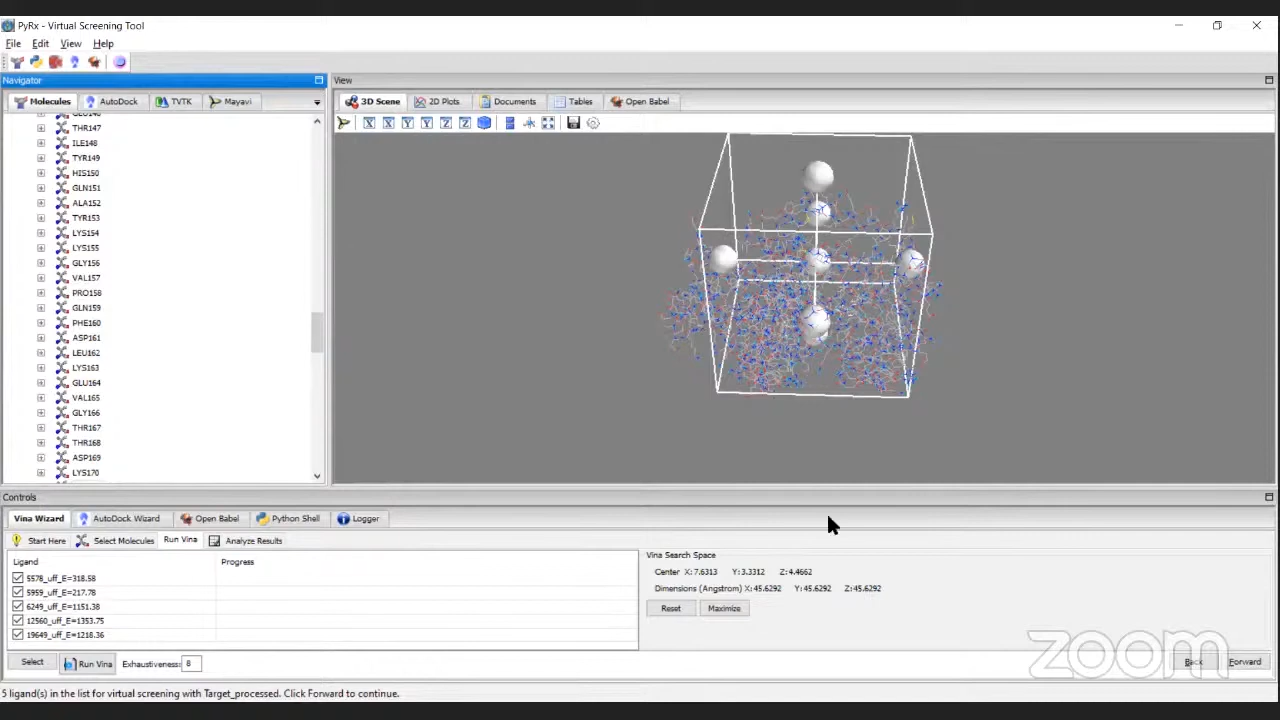 PyRx - Virtual Screening Tool
File Edit View Help
Navigator
View
Molecules AutoDock TVTK Mayavi
3D Scene 2D Plots Documents Tables Open Babel
THR147
ILE148
TYR149
HIS150
GLN151
ALA152
TYR153
LYS154
LYS155
GLY156
VAL157
PRO158
GLN159
PHE160
ASP161
LEU162
LYS163
GLU164
VAL165
GLY166
THR167
THR168
ASP169
LYS170
Controls
Vina Wizard AutoDock Wizard Open Babel Python Shell Logger
Start Here Select Molecules Run Vina Analyze Results
Ligand Progress
5578_uff_E=318.58
5959_uff_E=217.78
6249_uff_E=1151.38
12560_uff_E=1353.75
19649_uff_E=1218.36
Vina Search Space
Center X:7.6313 Y:3.3312 Z:4.4662
Dimensions (Angstrom) X:45.6292 Y:45.6292 Z:45.6292
Reset Maximize
Select Run Vina Exhaustiveness: 8
zoom
Back Forward
5 ligand(s) in the list for virtual screening with Target_processed. Click Forward to continue.